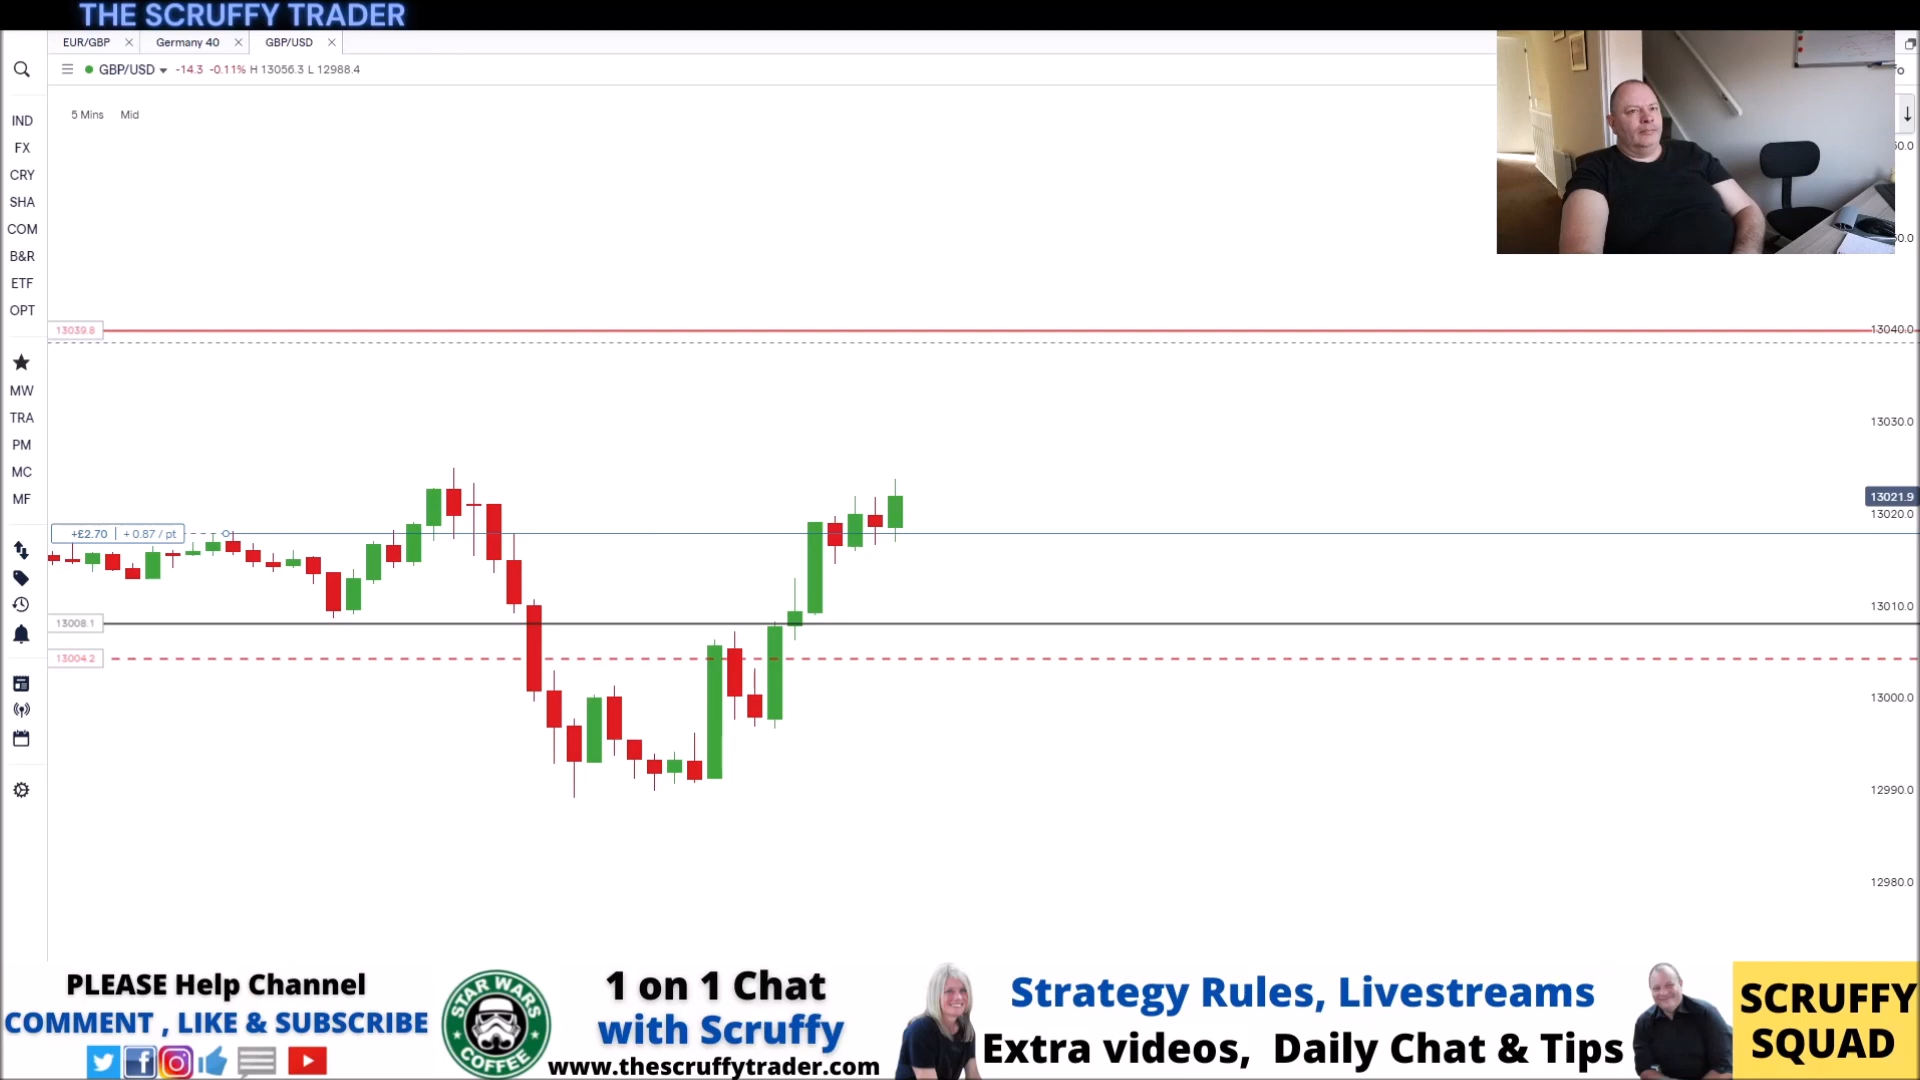 THE SCRUFFY TRADER
EUR/GBP
Germany 40
GBP/USD
GBP/USD -14.3 -0.11% H 13056.3 L 12988.4
5 Mins Mid
IND
FX
CRY
SHA
COM
B&R
ETF
OPT
MW
TRA
PM
MC
MF
13039.8
+£2.70 | + 0.87 / pt
13008.1
13004.2
13040.0
13030.0
13021.9
13020.0
13010.0
13000.0
12990.0
12980.0
PLEASE Help Channel
COMMENT , LIKE & SUBSCRIBE
STAR WARS
COFFEE
1 on 1 Chat
with Scruffy
www.thescruffytrader.com
Strategy Rules, Livestreams
Extra videos, Daily Chat & Tips
SCRUFFY
SQUAD